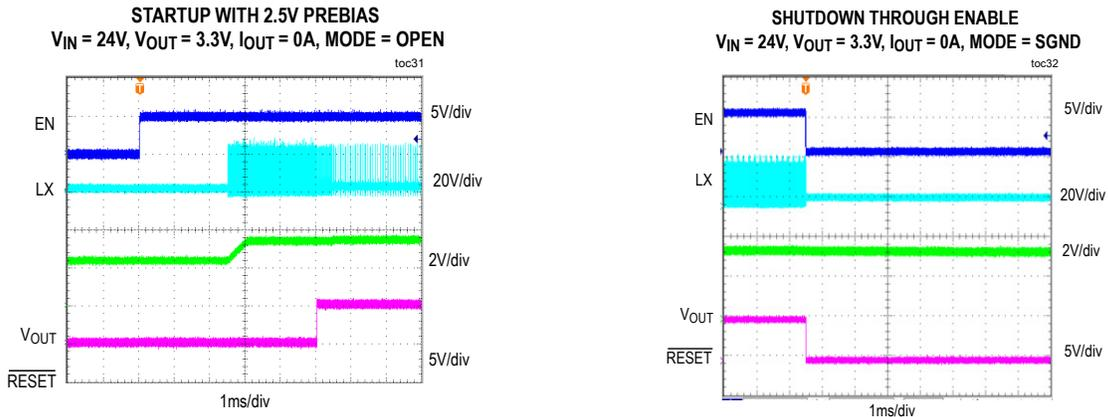 STARTUP WITH 2.5V PREBIAS
VIN = 24V, VOUT = 3.3V, IOUT = 0A, MODE = OPEN
toc31
T
EN
5V/div
LX
20V/div
2V/div
VOUT
5V/div
RESET
1ms/div
SHUTDOWN THROUGH ENABLE
VIN = 24V, VOUT = 3.3V, IOUT = 0A, MODE = SGND
toc32
T
EN
5V/div
LX
20V/div
2V/div
VOUT
RESET
5V/div
1ms/div